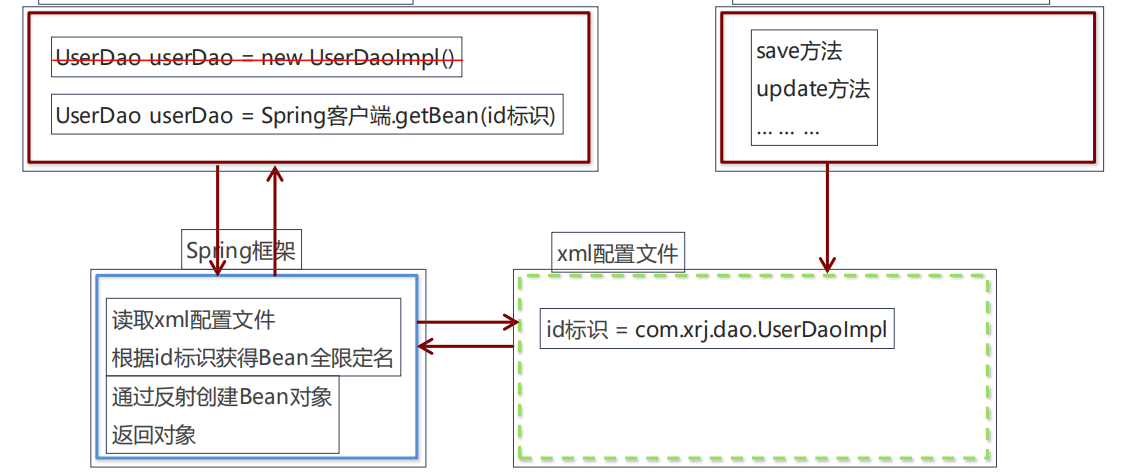 UserDao userDao = new UserDaoImpl()
UserDao userDao = Spring客户端.getBean(id标识)
save方法
update方法
... ... ...
Spring框架
读取xml配置文件
根据id标识获得Bean全限定名
通过反射创建Bean对象
返回对象
xml配置文件
id标识 = com.xrj.dao.UserDaoImpl